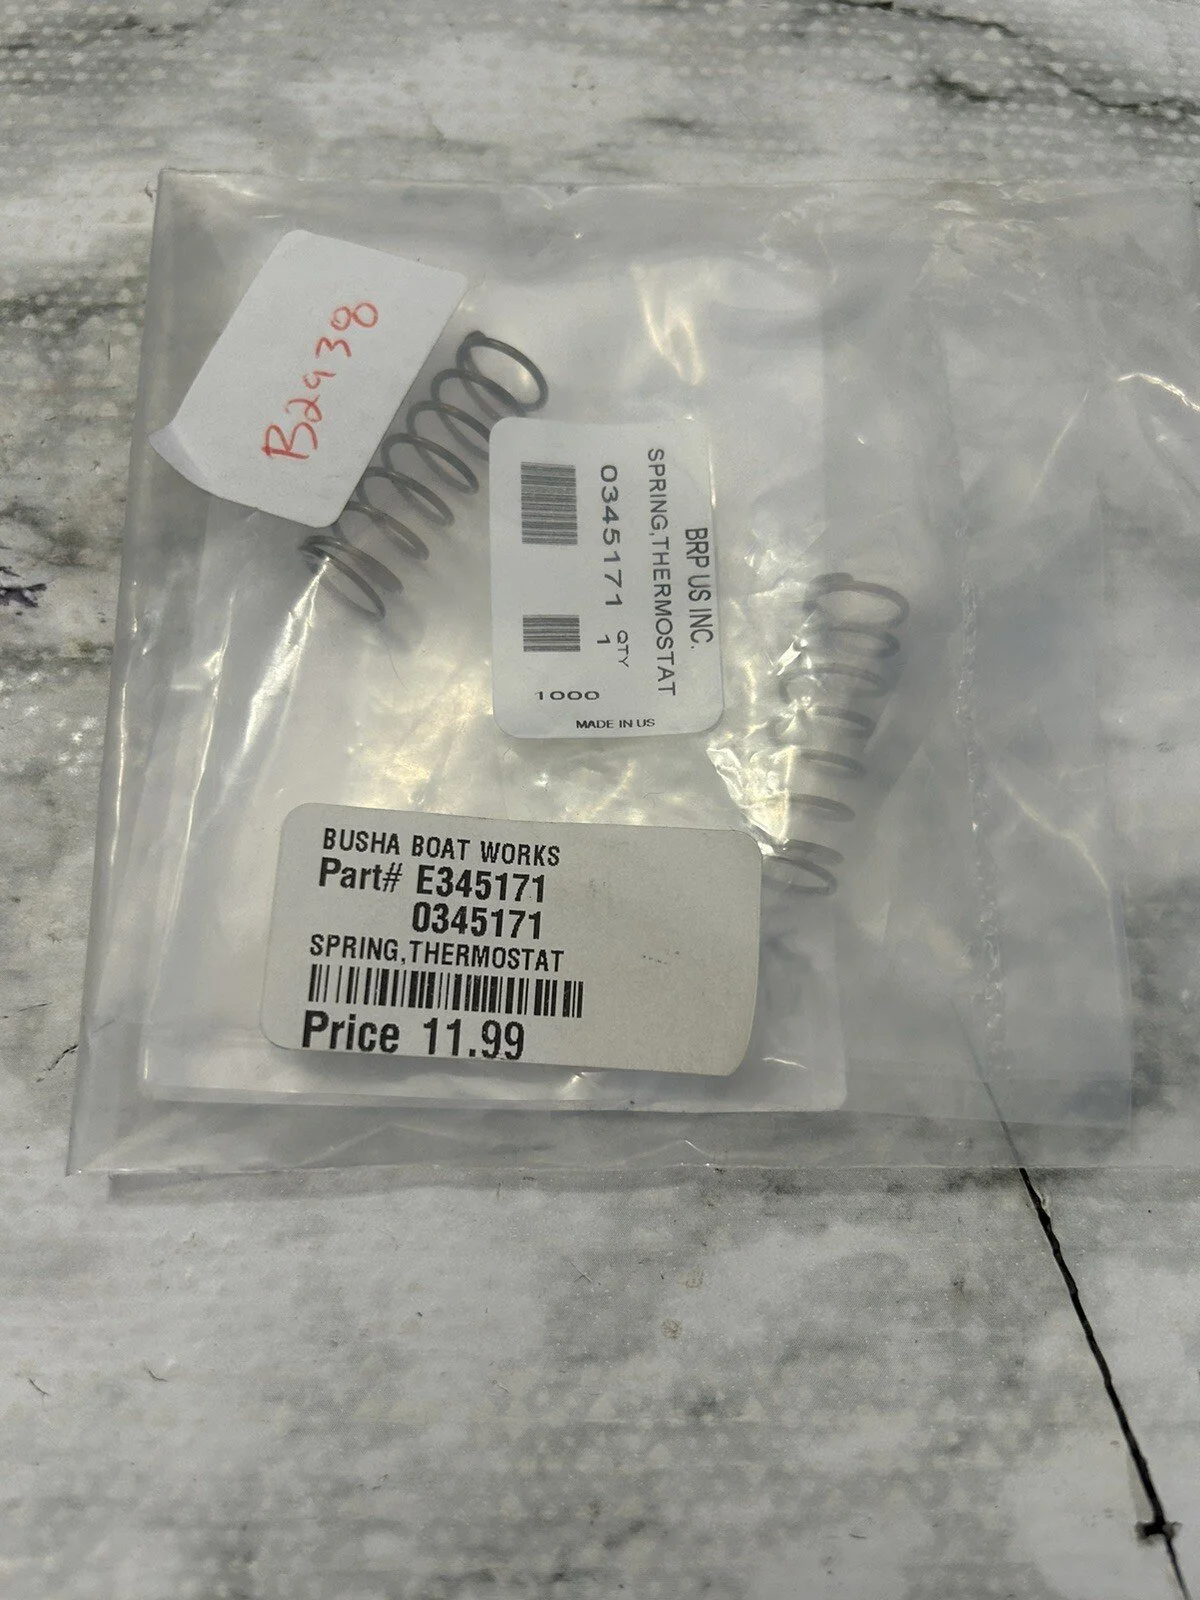 B2938
BRP US INC.
SPRING,THERMOSTAT
0345171 QTY
1
1000
MADE IN US
BUSHA BOAT WORKS
Part# E345171
0345171
SPRING,THERMOSTAT
Price 11.99